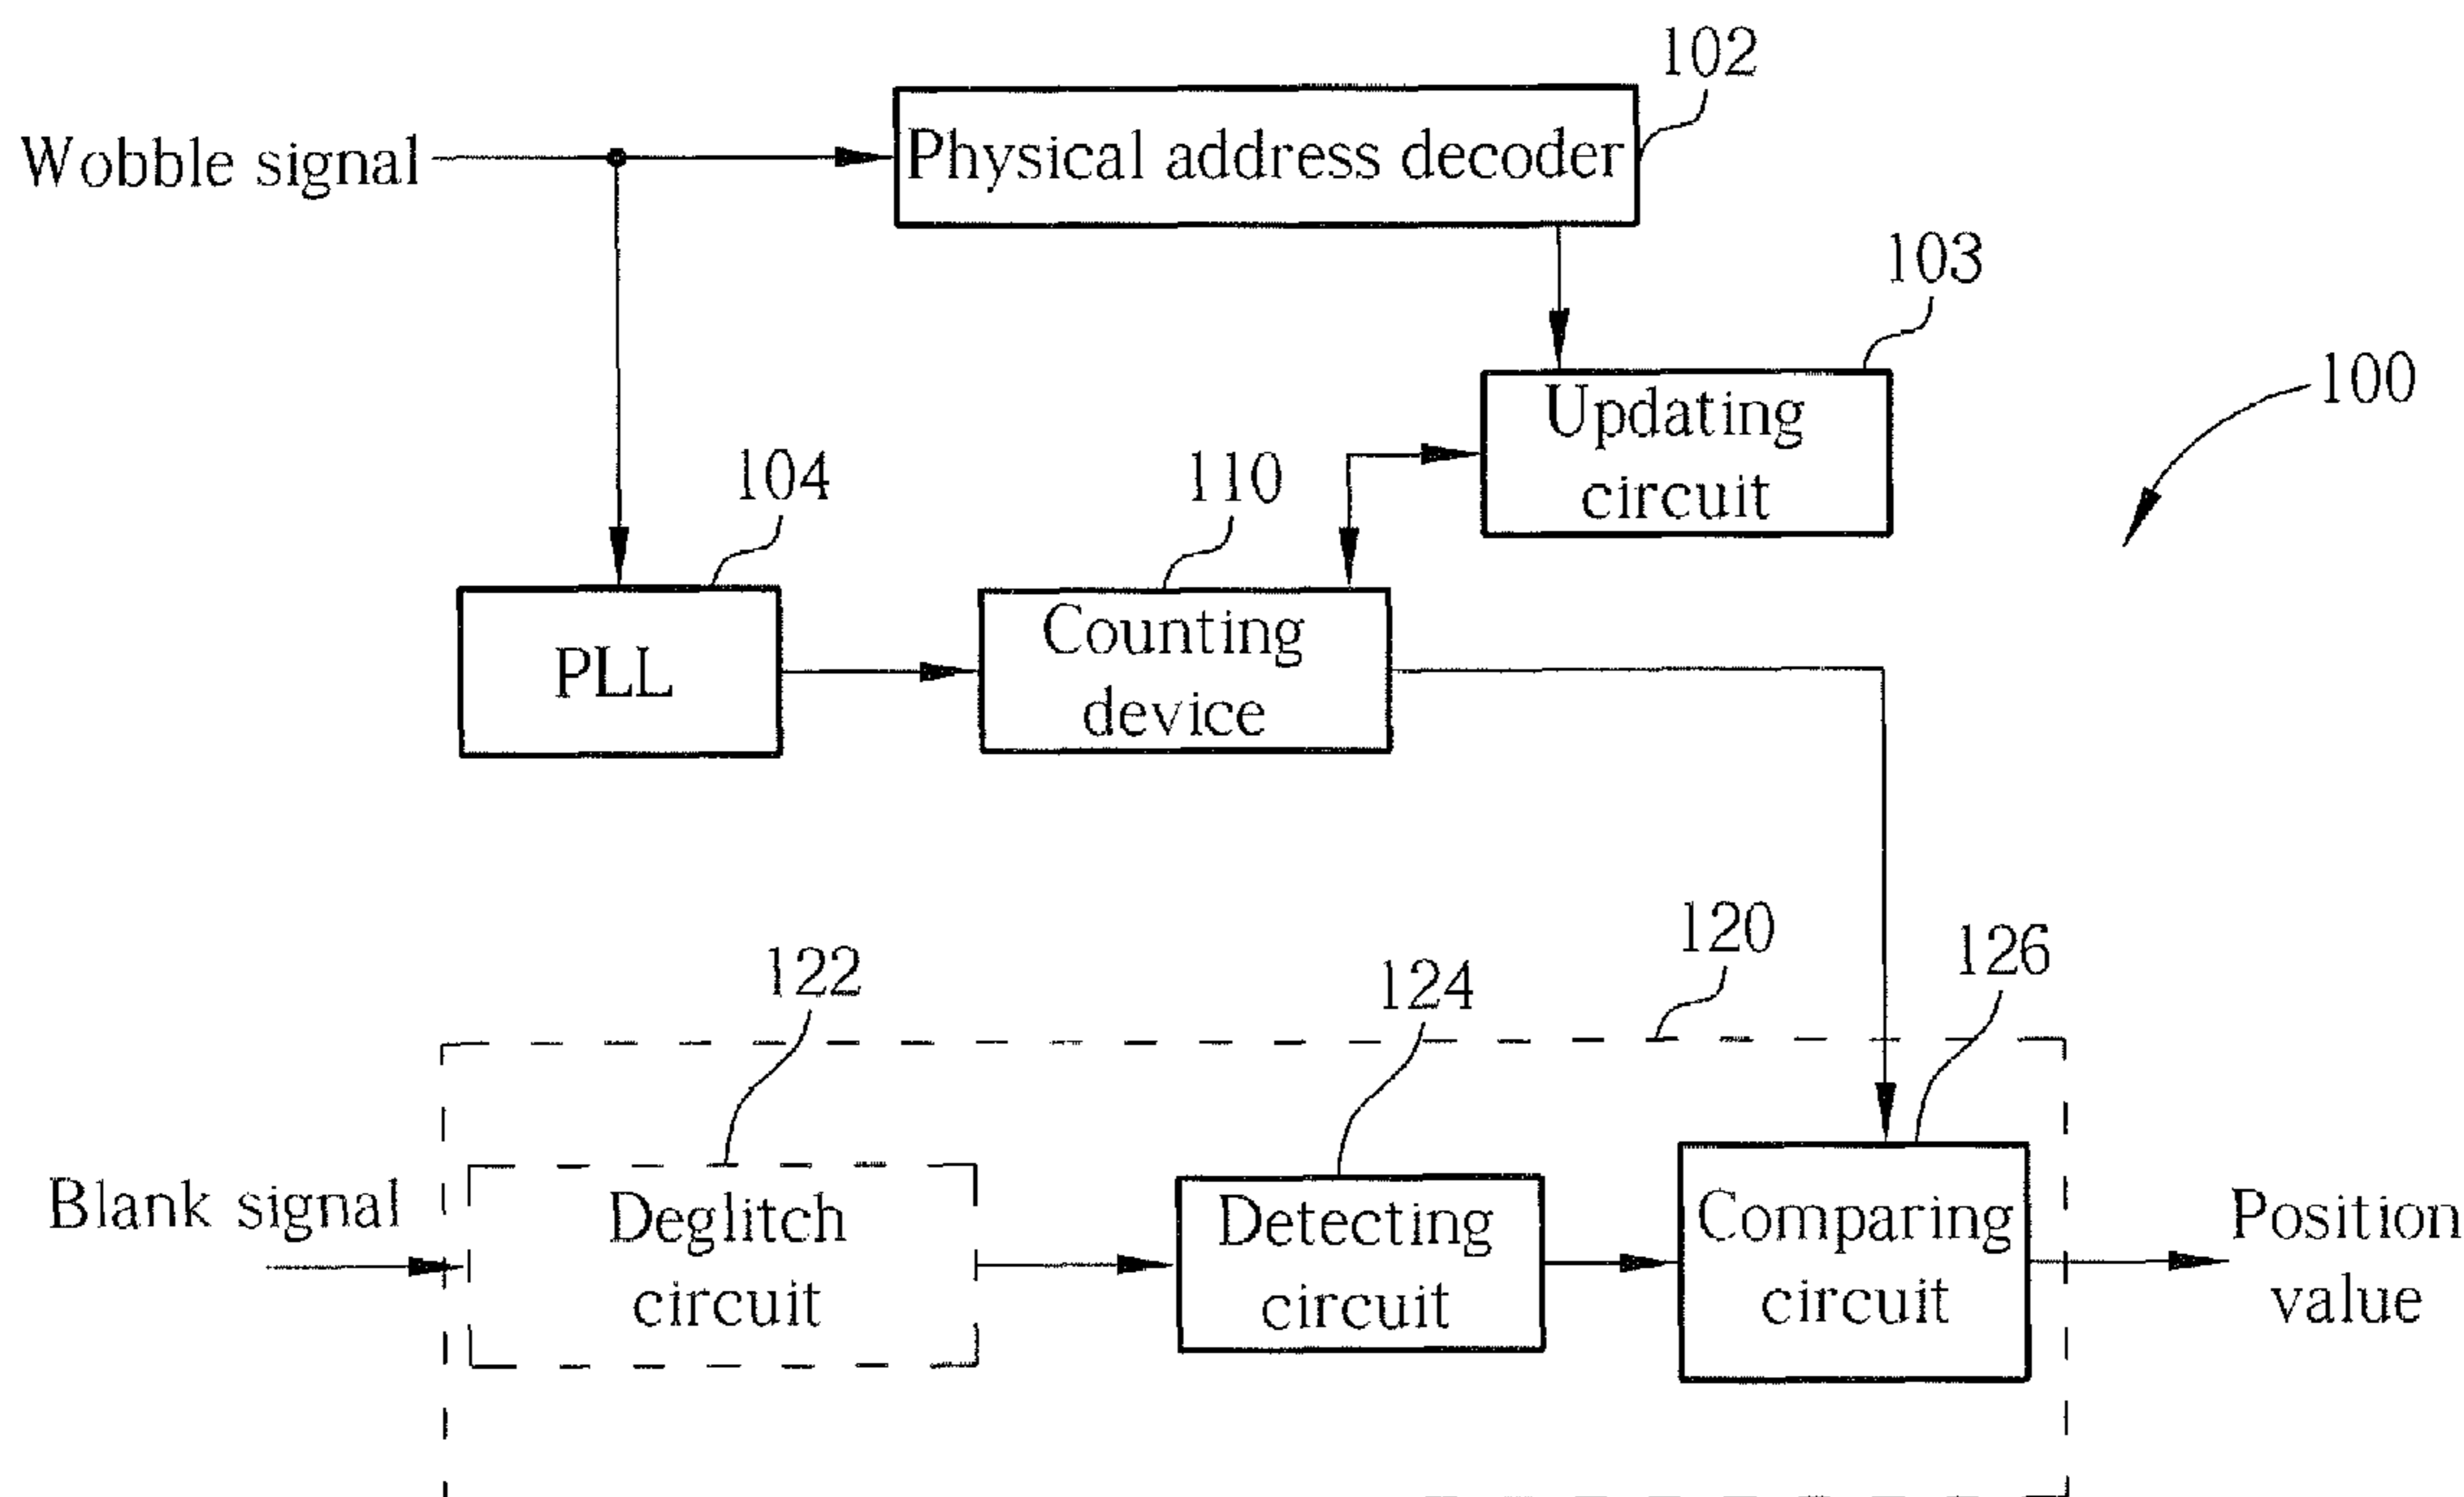 102
Wobble signal
Physical address decoder
103
100
Updating
circuit
104
110
PLL
Counting
device
120
126
122
124
Blank signal
Deglitch
circuit
Detecting
circuit
Comparing
circuit
Position
value